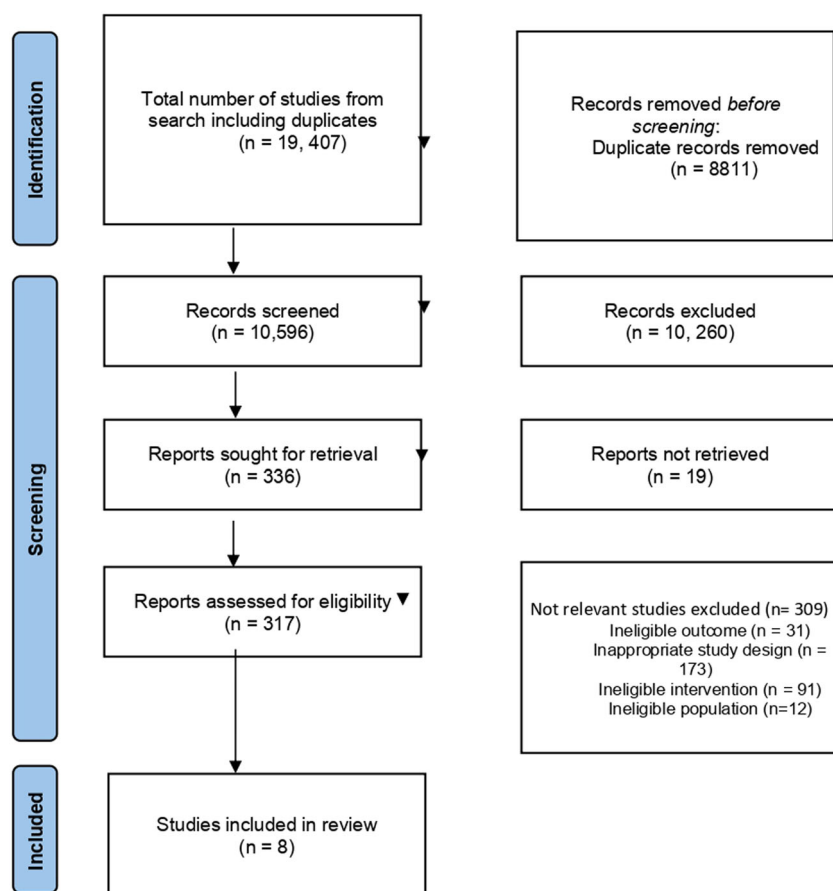 Identification
Total number of studies from
search including duplicates
(n = 19, 407)
Records removed before
screening:
Duplicate records removed
(n = 8811)
Screening
Records screened
(n = 10,596)
Records excluded
(n = 10, 260)
Reports sought for retrieval
(n = 336)
Reports not retrieved
(n = 19)
Reports assessed for eligibility
(n = 317)
Not relevant studies excluded (n= 309)
Ineligible outcome (n = 31)
Inappropriate study design (n =
173)
Ineligible intervention (n = 91)
Ineligible population (n=12)
Included
Studies included in review
(n = 8)